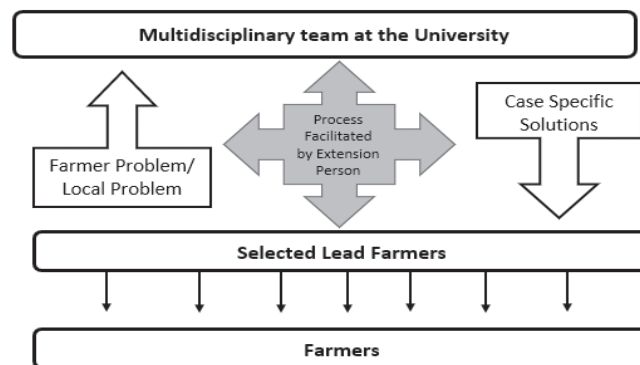 Multidisciplinary team at the University
Process
Facilitated
by Extension
Person
Case Specific
Solutions
Farmer Problem/
Local Problem
Selected Lead Farmers
Farmers